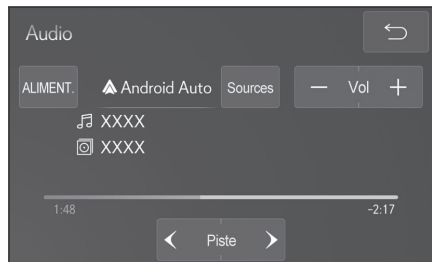 Audio
ALIMENT. Android Auto Sources − Vol +
XXXX
XXXX
1:48 −2:17
Piste